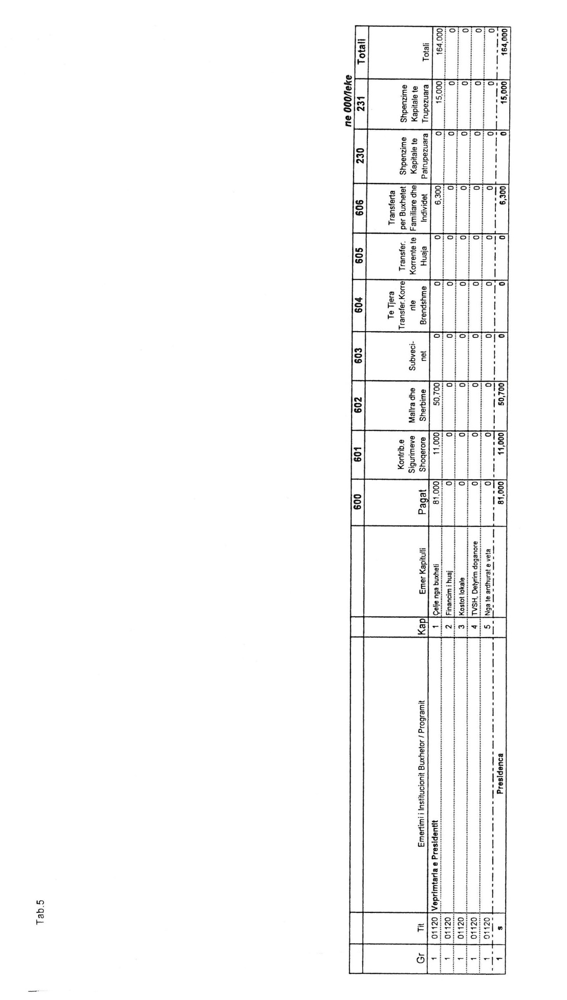 Tab.5
ne 000/leke
600 601 602 603 604 605 606 230 231 Totali
Gr Tit Emertimi i Institucionit Buxhetor / Programit Kap Emer Kapitulli Pagat Kontrib.e Sigurimeve Shoqerore Mallra dhe Sherbime Subveci-net Te Tjera Transfer.Korrente Brendshme Transfer. Korrente te Huaja Transferta per Buxhetet Familiare dhe Individet Shpenzime Kapitale te Patrupezuara Shpenzime Kapitale te Trupezuara Totali
1 01120 Veprimtaria e Presidentit 1 Çelje nga buxheti 81.000 11,000 50,700 0 0 0 6,300 0 15,000 164.000
1 01120 2 Financim i huaj 0 0 0 0 0 0 0 0 0 0
1 01120 3 Kostot lokale 0 0 0 0 0 0 0 0 0 0
1 01120 4 TVSH, Detyrim doganore 0 0 0 0 0 0 0 0 0 0
1 01120 5 Nga te ardhurat e veta 0 0 0 0 0 0 0 0 0 0
1 s Presidenca 81,000 11,000 50,700 0 0 0 6,300 0 15,000 164,000